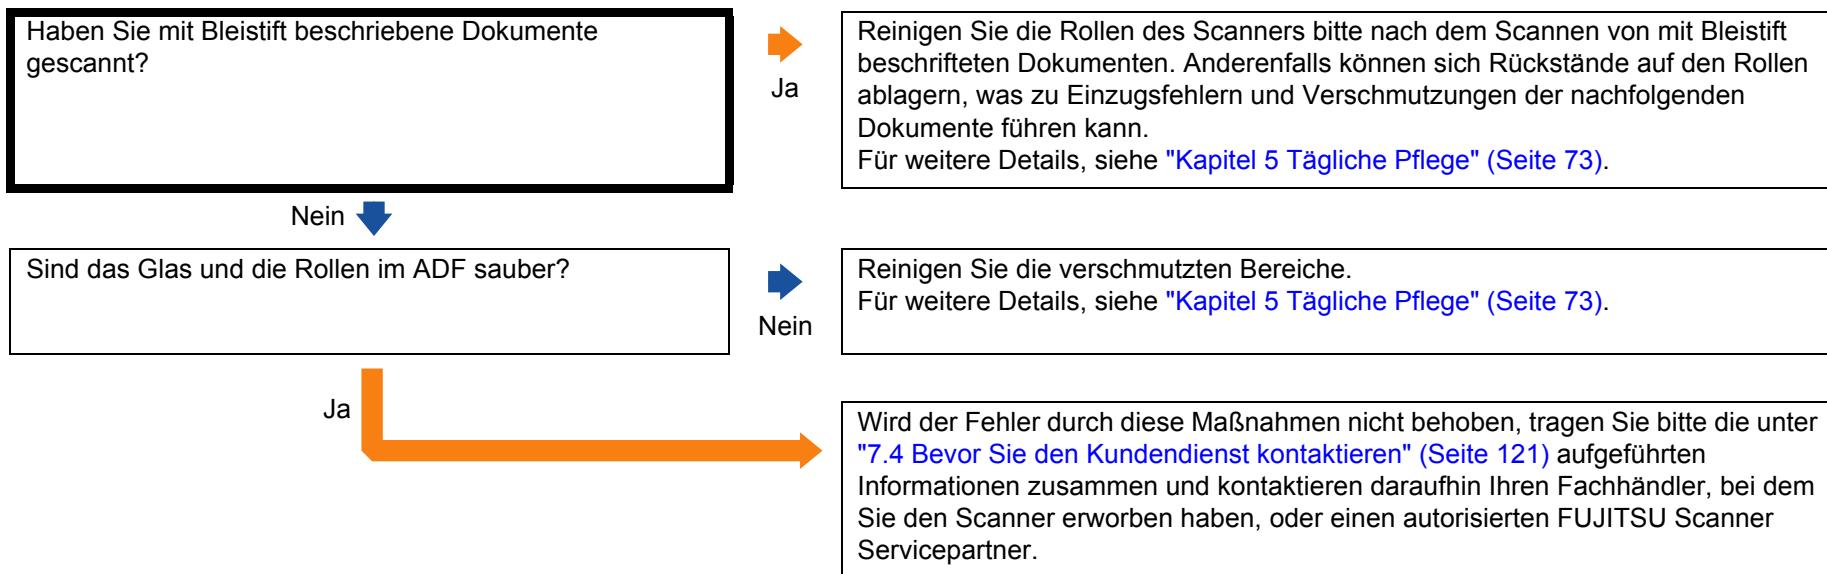 Haben Sie mit Bleistift beschriebene Dokumente
gescannt?
Ja
Reinigen Sie die Rollen des Scanners bitte nach dem Scannen von mit Bleistift
beschrifteten Dokumenten. Anderenfalls können sich Rückstände auf den Rollen
ablagern, was zu Einzugsfehlern und Verschmutzungen der nachfolgenden
Dokumente führen kann.
Für weitere Details, siehe "Kapitel 5 Tägliche Pflege" (Seite 73).
Nein
Sind das Glas und die Rollen im ADF sauber?
Nein
Reinigen Sie die verschmutzten Bereiche.
Für weitere Details, siehe "Kapitel 5 Tägliche Pflege" (Seite 73).
Ja
Wird der Fehler durch diese Maßnahmen nicht behoben, tragen Sie bitte die unter
"7.4 Bevor Sie den Kundendienst kontaktieren" (Seite 121) aufgeführten
Informationen zusammen und kontaktieren daraufhin Ihren Fachhändler, bei dem
Sie den Scanner erworben haben, oder einen autorisierten FUJITSU Scanner
Servicepartner.